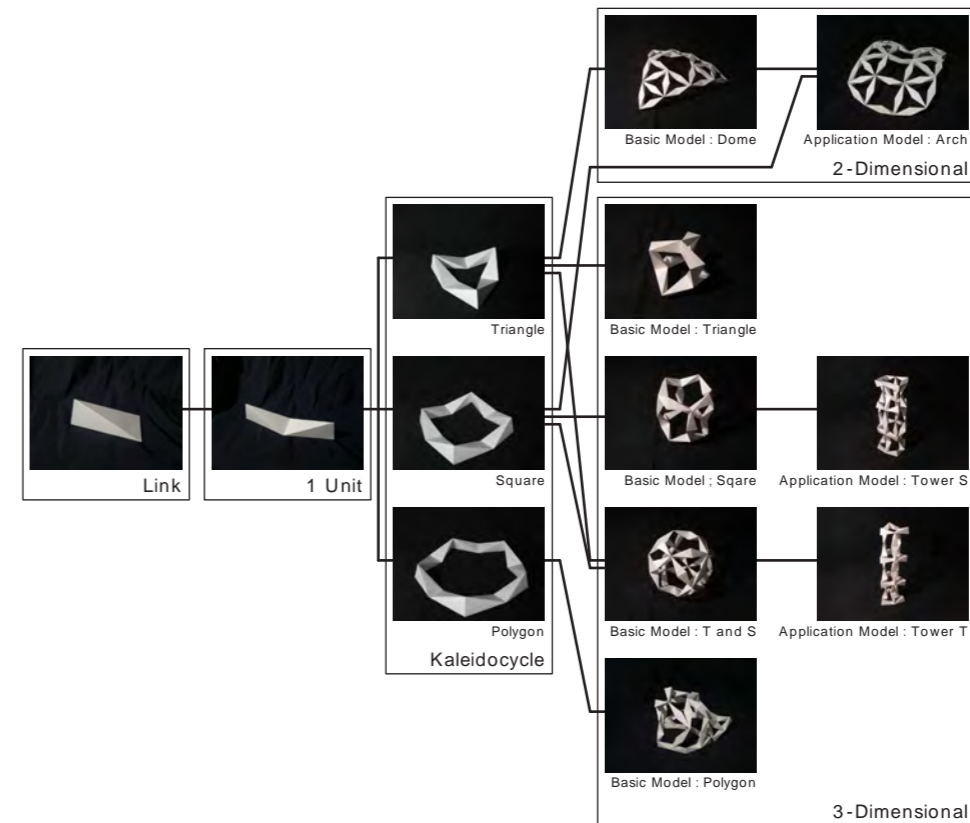 Basic Model : Dome
Application Model : Arch
2-Dimensional
Triangle
Basic Model : Triangle
Link
1 Unit
Square
Basic Model ; Sqare
Application Model : Tower S
Polygon
Basic Model : T and S
Application Model : Tower T
Kaleidocycle
Basic Model : Polygon
3-Dimensional